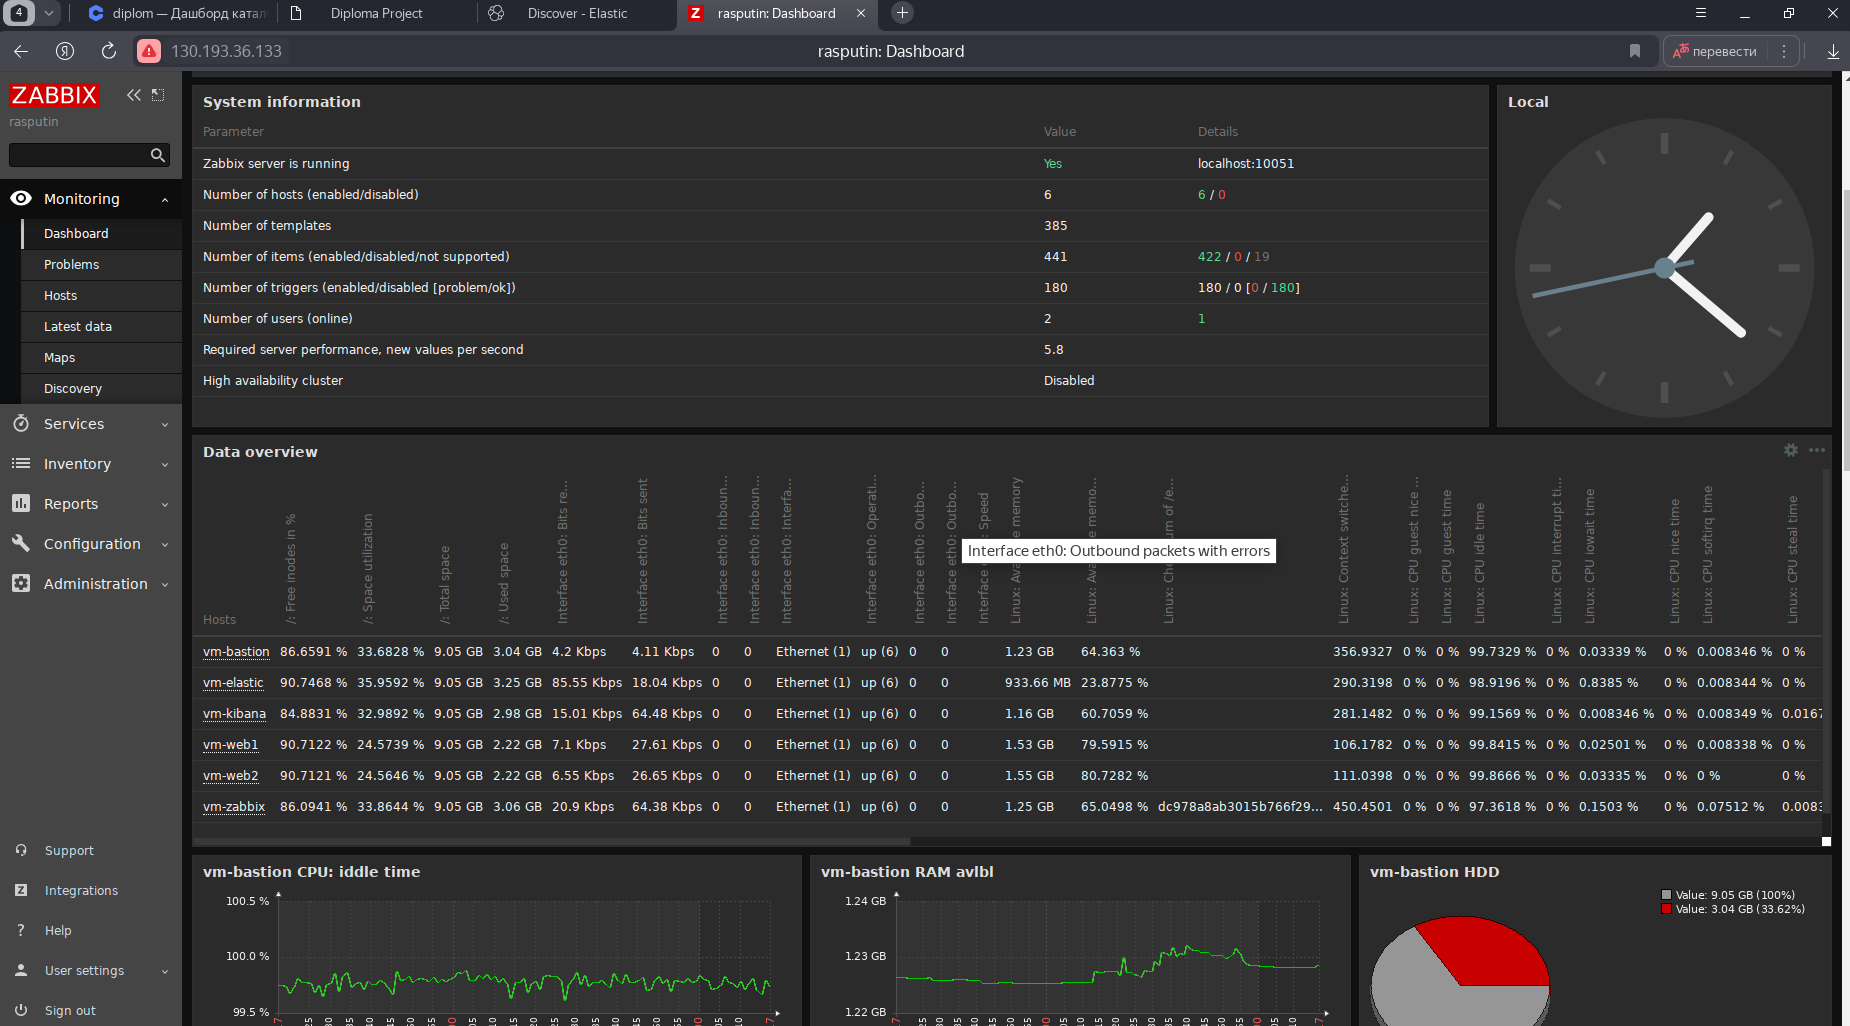 4
diplom — Дашборд катал
Diploma Project
Discover - Elastic
rasputin: Dashboard
130.193.36.133
rasputin: Dashboard
перевести
ZABBIX
rasputin
Monitoring
Dashboard
Problems
Hosts
Latest data
Maps
Discovery
Services
Inventory
Reports
Configuration
Administration
Support
Integrations
Help
User settings
Sign out
System information
Parameter Value Details
Zabbix server is running Yes localhost:10051
Number of hosts (enabled/disabled) 6 6 / 0
Number of templates 385
Number of items (enabled/disabled/not supported) 441 422 / 0 / 19
Number of triggers (enabled/disabled [problem/ok]) 180 180 / 0 [0 / 180]
Number of users (online) 2 1
Required server performance, new values per second 5.8
High availability cluster Disabled
Local
Data overview
Hosts
/: Free inodes in %
/: Space utilization
/: Total space
/: Used space
Interface eth0: Bits re...
Interface eth0: Bits sent
Interface eth0: Inboun...
Interface eth0: Inboun...
Interface eth0: Interfa...
Interface eth0: Operati...
Interface eth0: Outbo...
Interface eth0: Outbo...
Interface Speed
Linux: Ava e memory
Linux: Ava memo...
Linux: Che um of /e...
Linux: Context switche...
Linux: CPU guest nice ...
Linux: CPU guest time
Linux: CPU idle time
Linux: CPU interrupt ti...
Linux: CPU iowait time
Linux: CPU nice time
Linux: CPU softirq time
Linux: CPU steal time
Interface eth0: Outbound packets with errors
vm-bastion 86.6591 % 33.6828 % 9.05 GB 3.04 GB 4.2 Kbps 4.11 Kbps 0 0 Ethernet (1) up (6) 0 0 1.23 GB 64.363 % 356.9327 0 % 0 % 99.7329 % 0 % 0.03339 % 0 % 0.008346 % 0 %
vm-elastic 90.7468 % 35.9592 % 9.05 GB 3.25 GB 85.55 Kbps 18.04 Kbps 0 0 Ethernet (1) up (6) 0 0 933.66 MB 23.8775 % 290.3198 0 % 0 % 98.9196 % 0 % 0.8385 % 0 % 0.008344 % 0 %
vm-kibana 84.8831 % 32.9892 % 9.05 GB 2.98 GB 15.01 Kbps 64.48 Kbps 0 0 Ethernet (1) up (6) 0 0 1.16 GB 60.7059 % 281.1482 0 % 0 % 99.1569 % 0 % 0.008346 % 0 % 0.008349 % 0.0167
vm-web1 90.7122 % 24.5739 % 9.05 GB 2.22 GB 7.1 Kbps 27.61 Kbps 0 0 Ethernet (1) up (6) 0 0 1.53 GB 79.5915 % 106.1782 0 % 0 % 99.8415 % 0 % 0.02501 % 0 % 0.008338 % 0 %
vm-web2 90.7121 % 24.5646 % 9.05 GB 2.22 GB 6.55 Kbps 26.65 Kbps 0 0 Ethernet (1) up (6) 0 0 1.55 GB 80.7282 % 111.0398 0 % 0 % 99.8666 % 0 % 0.03335 % 0 % 0 % 0 %
vm-zabbix 86.0941 % 33.8644 % 9.05 GB 3.06 GB 20.9 Kbps 64.38 Kbps 0 0 Ethernet (1) up (6) 0 0 1.25 GB 65.0498 % dc978a8ab3015b766f29... 450.4501 0 % 0 % 97.3618 % 0 % 0.1503 % 0 % 0.07512 % 0.0083
vm-bastion CPU: iddle time
100.5 %
100.0 %
99.5 %
vm-bastion RAM avlbl
1.24 GB
1.23 GB
1.22 GB
vm-bastion HDD
Value: 9.05 GB (100%)
Value: 3.04 GB (33.62%)